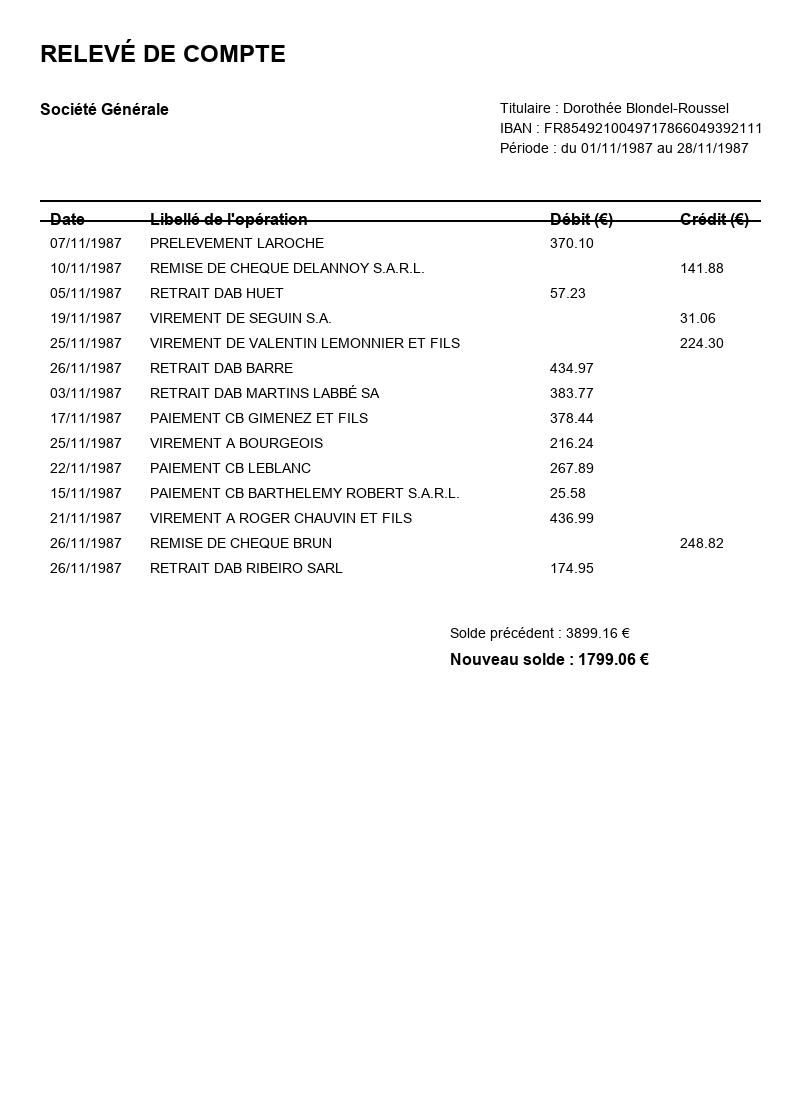 RELEVÉ DE COMPTE
Société Générale
Titulaire : Dorothée Blondel-Roussel
IBAN : FR8549210049717866049392111
Période : du 01/11/1987 au 28/11/1987
Date Libellé de l'opération Débit (€) Crédit (€)
07/11/1987 PRELEVEMENT LAROCHE 370.10
10/11/1987 REMISE DE CHEQUE DELANNOY S.A.R.L. 141.88
05/11/1987 RETRAIT DAB HUET 57.23
19/11/1987 VIREMENT DE SEGUIN S.A. 31.06
25/11/1987 VIREMENT DE VALENTIN LEMONNIER ET FILS 224.30
26/11/1987 RETRAIT DAB BARRE 434.97
03/11/1987 RETRAIT DAB MARTINS LABBÉ SA 383.77
17/11/1987 PAIEMENT CB GIMENEZ ET FILS 378.44
25/11/1987 VIREMENT A BOURGEOIS 216.24
22/11/1987 PAIEMENT CB LEBLANC 267.89
15/11/1987 PAIEMENT CB BARTHELEMY ROBERT S.A.R.L. 25.58
21/11/1987 VIREMENT A ROGER CHAUVIN ET FILS 436.99
26/11/1987 REMISE DE CHEQUE BRUN 248.82
26/11/1987 RETRAIT DAB RIBEIRO SARL 174.95
Solde précédent : 3899.16 €
Nouveau solde : 1799.06 €